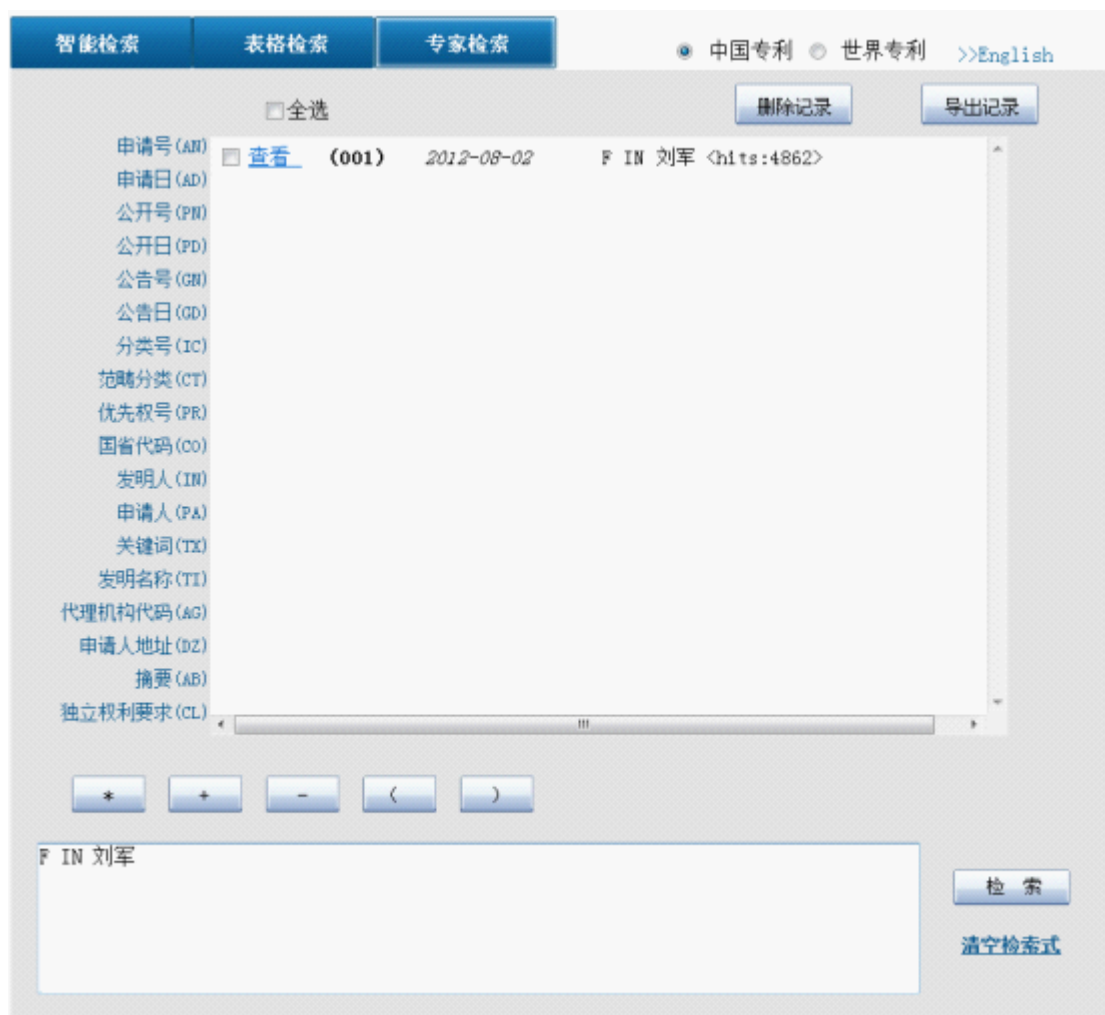 智能检索 表格检索 专家检索 中国专利 世界专利 >>English
全选 删除记录 导出记录
申请号(AN) 查看 (001) 2012-08-02 F IN 刘军 <hits:4862>
申请日(AD)
公开号(PN)
公开日(PD)
公告号(GN)
公告日(GD)
分类号(IC)
范畴分类(CT)
优先权号(PR)
国省代码(CO)
发明人(IN)
申请人(PA)
关键词(TX)
发明名称(TI)
代理机构代码(AG)
申请人地址(DZ)
摘要(AB)
独立权利要求(CL)
* + - ( )
F IN 刘军
检 索
清空检索式